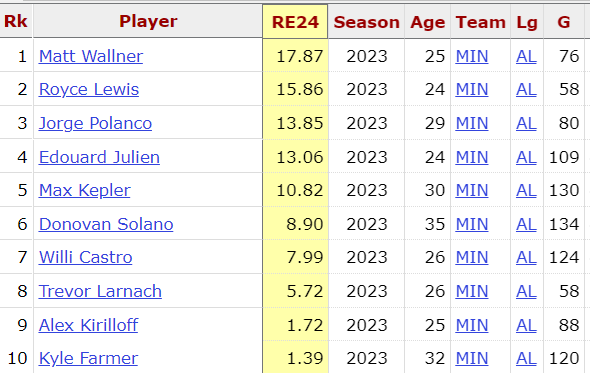 Rk Player RE24 Season Age Team Lg G
1 Matt Wallner 17.87 2023 25 MIN AL 76
2 Royce Lewis 15.86 2023 24 MIN AL 58
3 Jorge Polanco 13.85 2023 29 MIN AL 80
4 Edouard Julien 13.06 2023 24 MIN AL 109
5 Max Kepler 10.82 2023 30 MIN AL 130
6 Donovan Solano 8.90 2023 35 MIN AL 134
7 Willi Castro 7.99 2023 26 MIN AL 124
8 Trevor Larnach 5.72 2023 26 MIN AL 58
9 Alex Kirilloff 1.72 2023 25 MIN AL 88
10 Kyle Farmer 1.39 2023 32 MIN AL 120